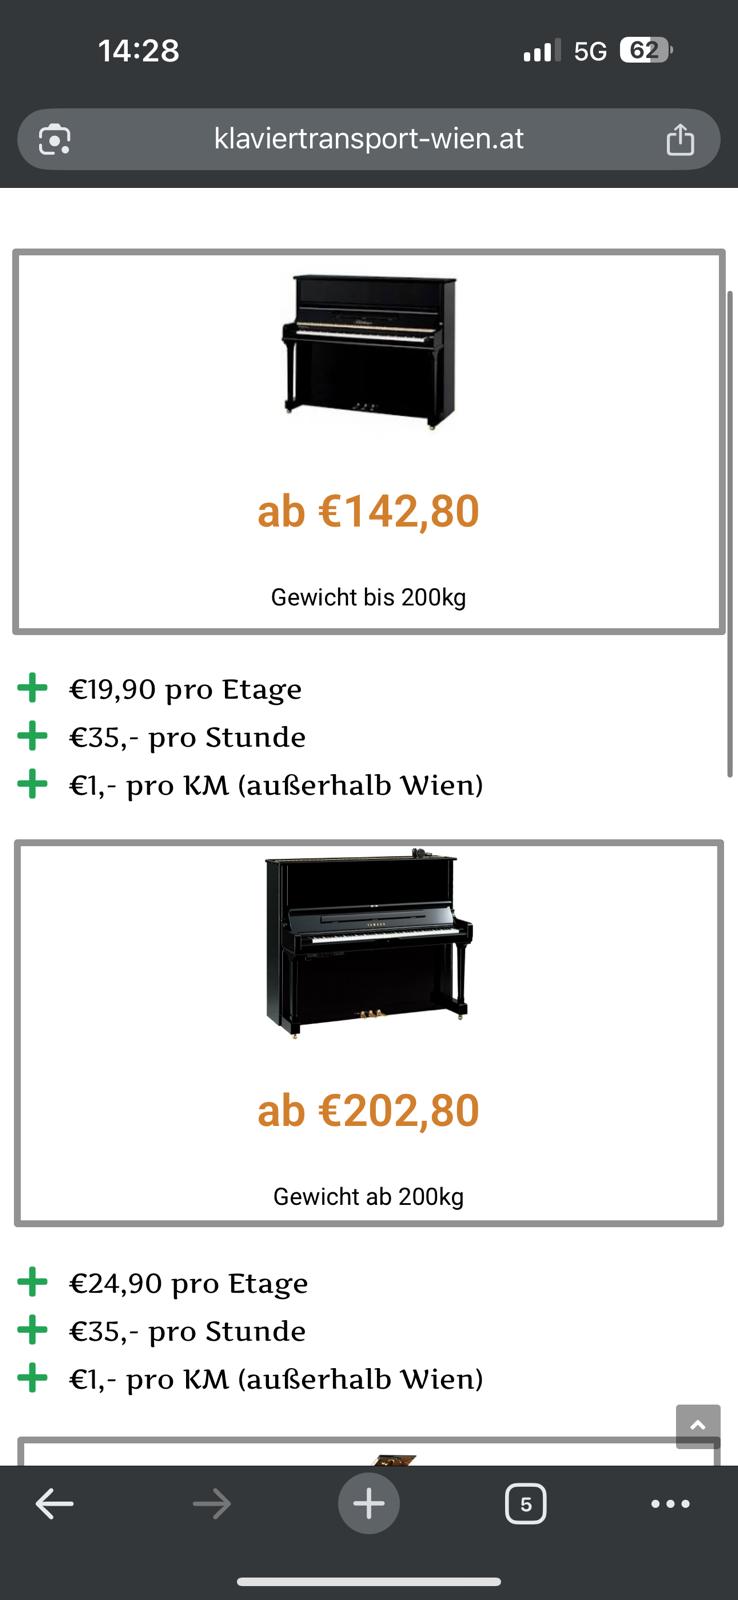 14:28
5G
62
klaviertransport-wien.at
ab €142,80
Gewicht bis 200kg
€19,90 pro Etage
€35,- pro Stunde
€1,- pro KM (außerhalb Wien)
YAMAHA
ab €202,80
Gewicht ab 200kg
€24,90 pro Etage
€35,- pro Stunde
€1,- pro KM (außerhalb Wien)
5